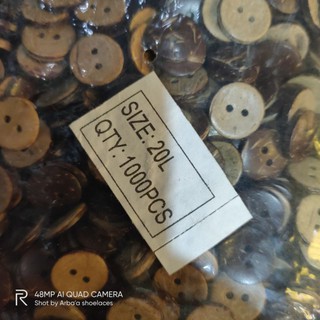 SIZE: 20L
QTY: 1000PCS
R
48MP AI QUAD CAMERA
Shot by Arba'a shoelaces